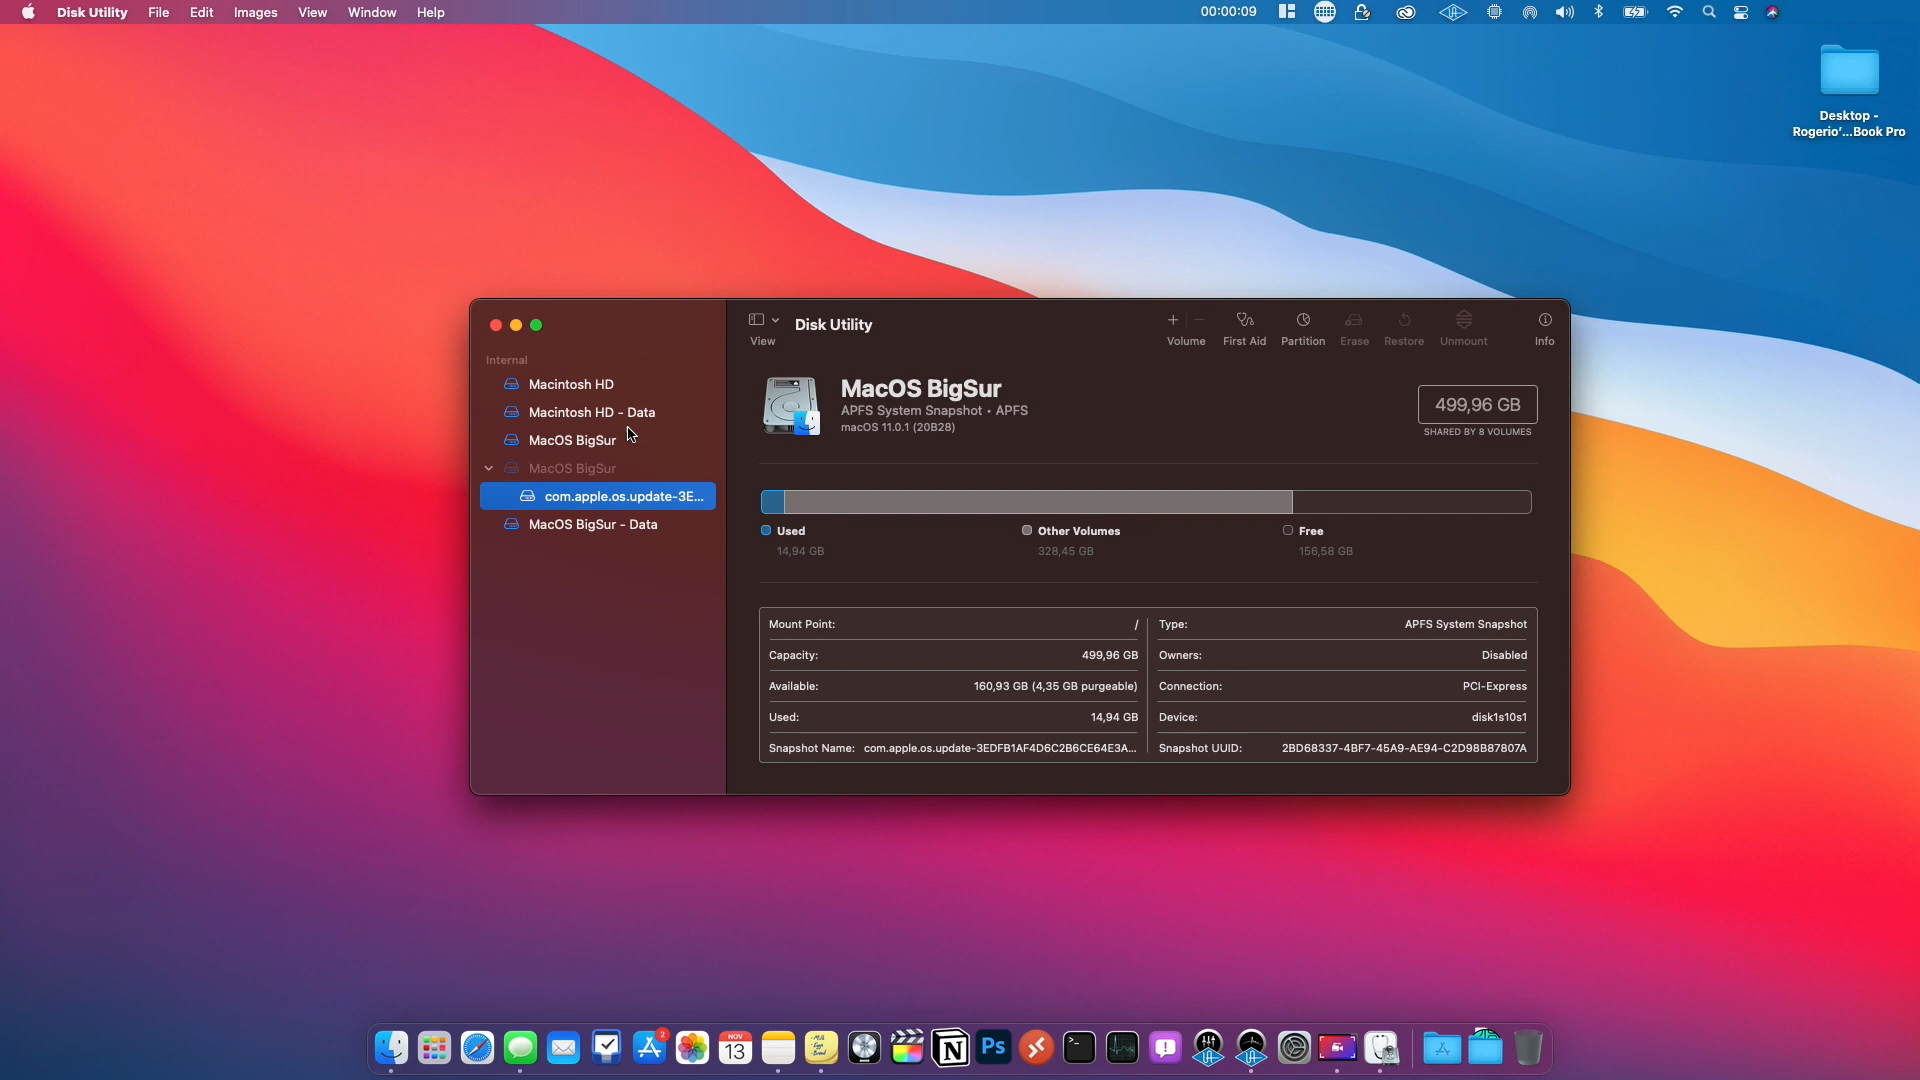 Disk Utility File Edit Images View Window Help 00:00:09
Desktop -
Rogerio'...Book Pro
View Disk Utility Volume First Aid Partition Erase Restore Unmount Info
Internal
Macintosh HD
Macintosh HD - Data
MacOS BigSur
MacOS BigSur
com.apple.os.update-3E...
MacOS BigSur - Data
MacOS BigSur
APFS System Snapshot • APFS
macOS 11.0.1 (20B28)
499,96 GB
SHARED BY 8 VOLUMES
Used Other Volumes Free
14,94 GB 328,45 GB 156,58 GB
Mount Point: / Type: APFS System Snapshot
Capacity: 499,96 GB Owners: Disabled
Available: 160,93 GB (4,35 GB purgeable) Connection: PCI-Express
Used: 14,94 GB Device: disk1s10s1
Snapshot Name: com.apple.os.update-3EDFB1AF4D6C2B6CE64E3A... Snapshot UUID: 2BD68337-4BF7-45A9-AE94-C2D98B87807A
2
NOV
13
Milk
Eggs
Bread
N
Ps